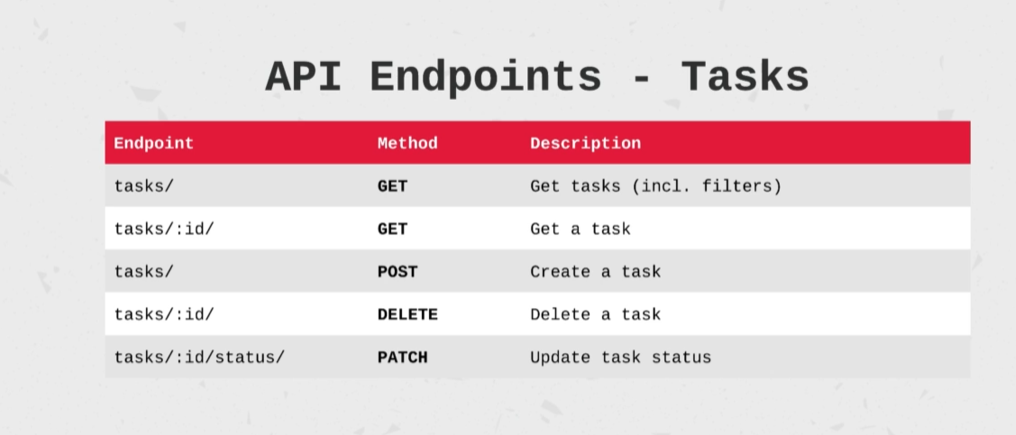 API Endpoints - Tasks
Endpoint Method Description
tasks/ GET Get tasks (incl. filters)
tasks/:id/ GET Get a task
tasks/ POST Create a task
tasks/:id/ DELETE Delete a task
tasks/:id/status/ PATCH Update task status